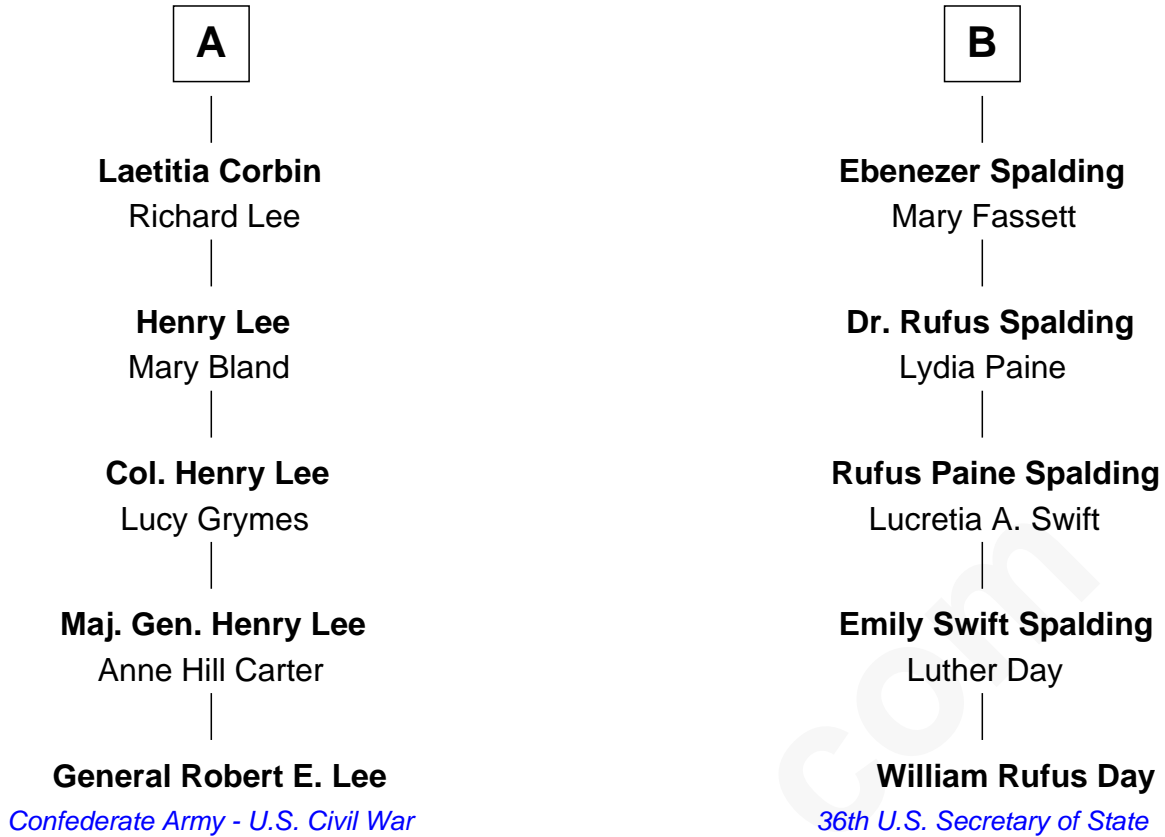 A
Laetitia Corbin
Richard Lee
Henry Lee
Mary Bland
Col. Henry Lee
Lucy Grymes
Maj. Gen. Henry Lee
Anne Hill Carter
General Robert E. Lee
Confederate Army - U.S. Civil War
B
Ebenezer Spalding
Mary Fassett
Dr. Rufus Spalding
Lydia Paine
Rufus Paine Spalding
Lucretia A. Swift
Emily Swift Spalding
Luther Day
William Rufus Day
36th U.S. Secretary of State
com